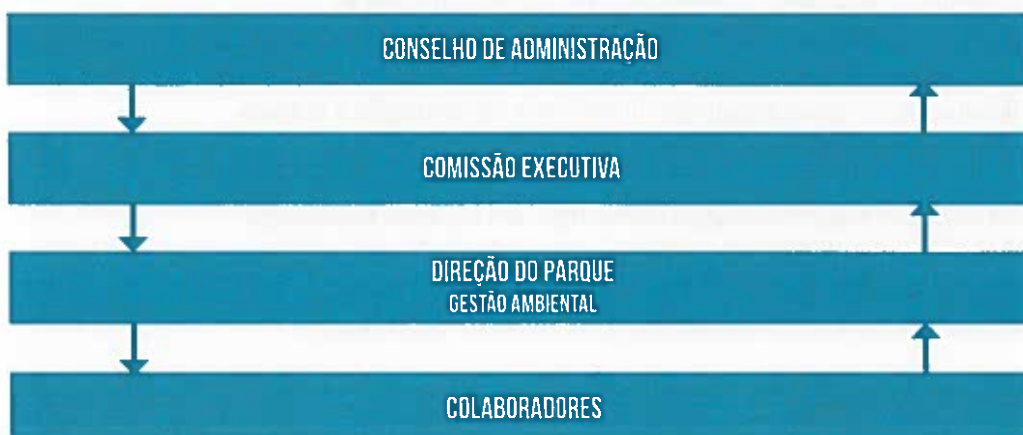 CONSELHO DE ADMINISTRAÇÃO
COMISSÃO EXECUTIVA
DIREÇÃO DO PARQUE
GESTÃO AMBIENTAL
COLABORADORES